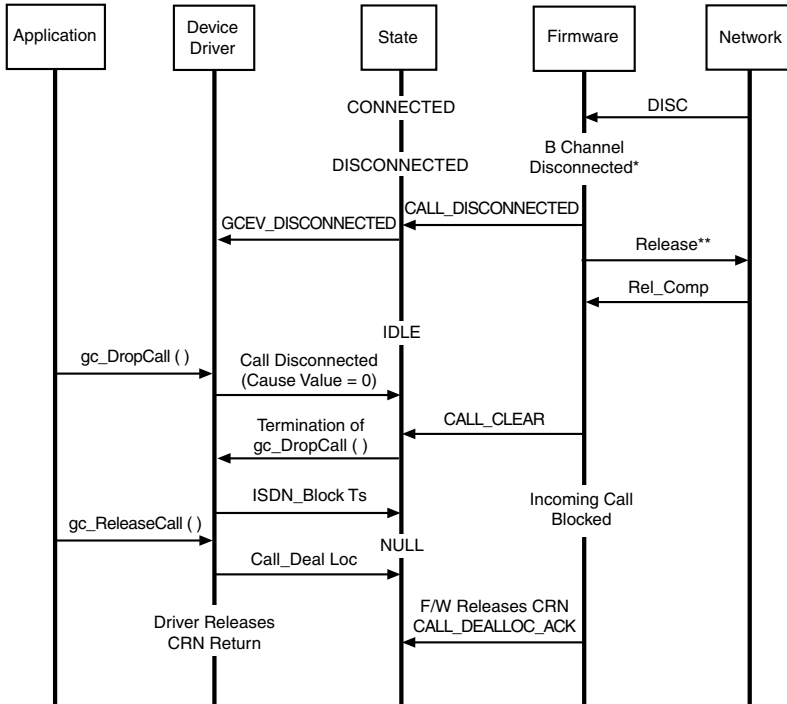 Application
Device
Driver
State
Firmware
Network
CONNECTED
DISC
B Channel
Disconnected*
DISCONNECTED
CALL_DISCONNECTED
GCEV_DISCONNECTED
Release**
Rel_Comp
IDLE
gc_DropCall ( )
Call Disconnected
(Cause Value = 0)
CALL_CLEAR
Termination of
gc_DropCall ( )
ISDN_Block Ts
Incoming Call
Blocked
gc_ReleaseCall ( )
NULL
Call_Deal Loc
F/W Releases CRN
CALL_DEALLOC_ACK
Driver Releases
CRN Return